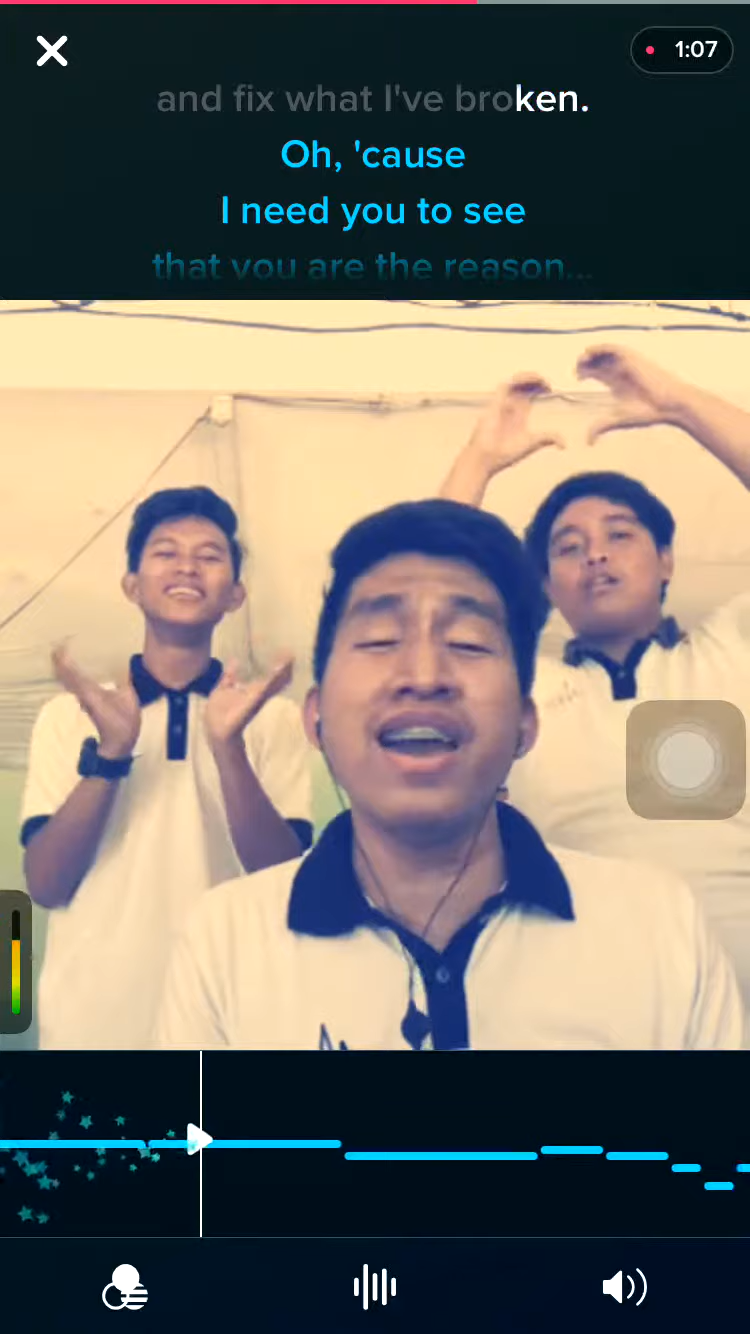 1:07
and fix what I've broken.
Oh, 'cause
I need you to see
that you are the reason...